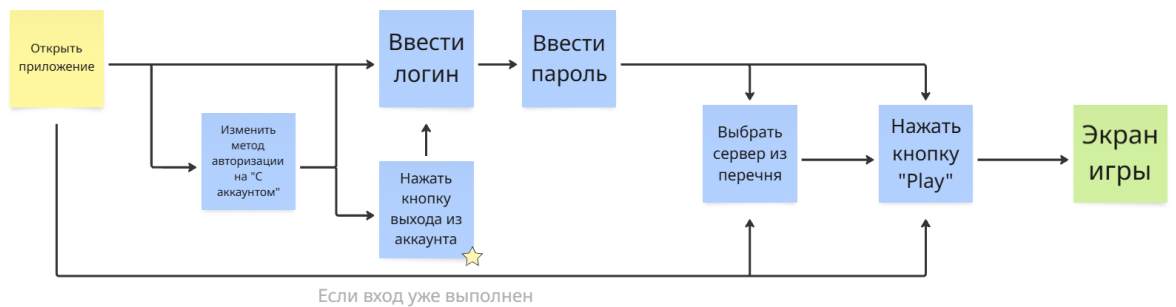 Открыть
приложение
Ввести
логин
Ввести
пароль
Изменить
метод
авторизации
на "С
аккаунтом"
Нажать
кнопку
выхода из
аккаунта
Выбрать
сервер из
перечня
Нажать
кнопку
"Play"
Экран
игры
Если вход уже выполнен